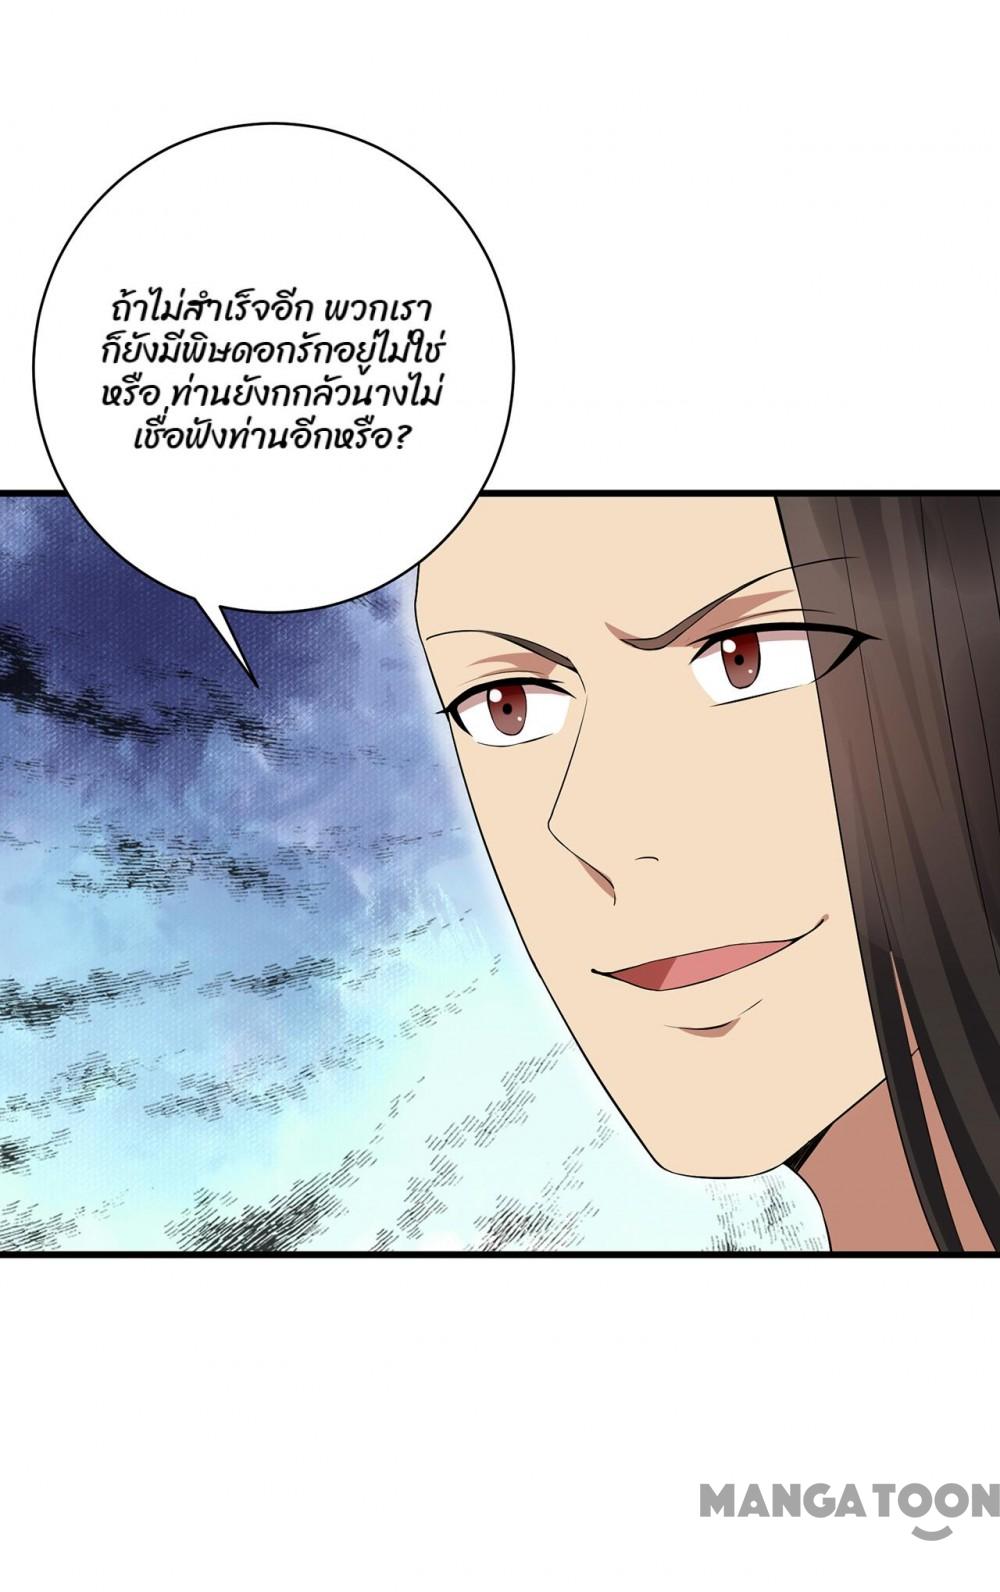 ถ้าไม่สำเร็จอีก พวกเรา
ก็ยังมีพิษดอกรักอยู่ไม่ใช่
หรือ ท่านยังกกลัวนางไม่
เชื่อฟังท่านอีกหรือ?
MANGATOON